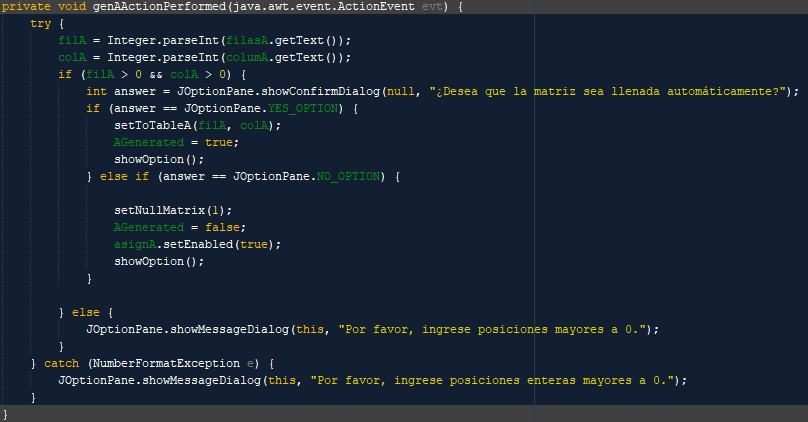 private void genAActionPerformed(java.awt.event.ActionEvent evt) {
try {
filA = Integer.parseInt(filasA.getText());
colA = Integer.parseInt(columA.getText());
if (filA > 0 && colA > 0) {
int answer = JOptionPane.showConfirmDialog(null, "¿Desea que la matriz sea llenada automáticamente?");
if (answer == JOptionPane.YES_OPTION) {
setToTableA(filA, colA);
AGenerated = true;
showOption();
} else if (answer == JOptionPane.NO_OPTION) {
setNullMatrix(1);
AGenerated = false;
asignA.setEnabled(true);
showOption();
}
} else {
JOptionPane.showMessageDialog(this, "Por favor, ingrese posiciones mayores a 0.");
}
} catch (NumberFormatException e) {
JOptionPane.showMessageDialog(this, "Por favor, ingrese posiciones enteras mayores a 0.");
}
}